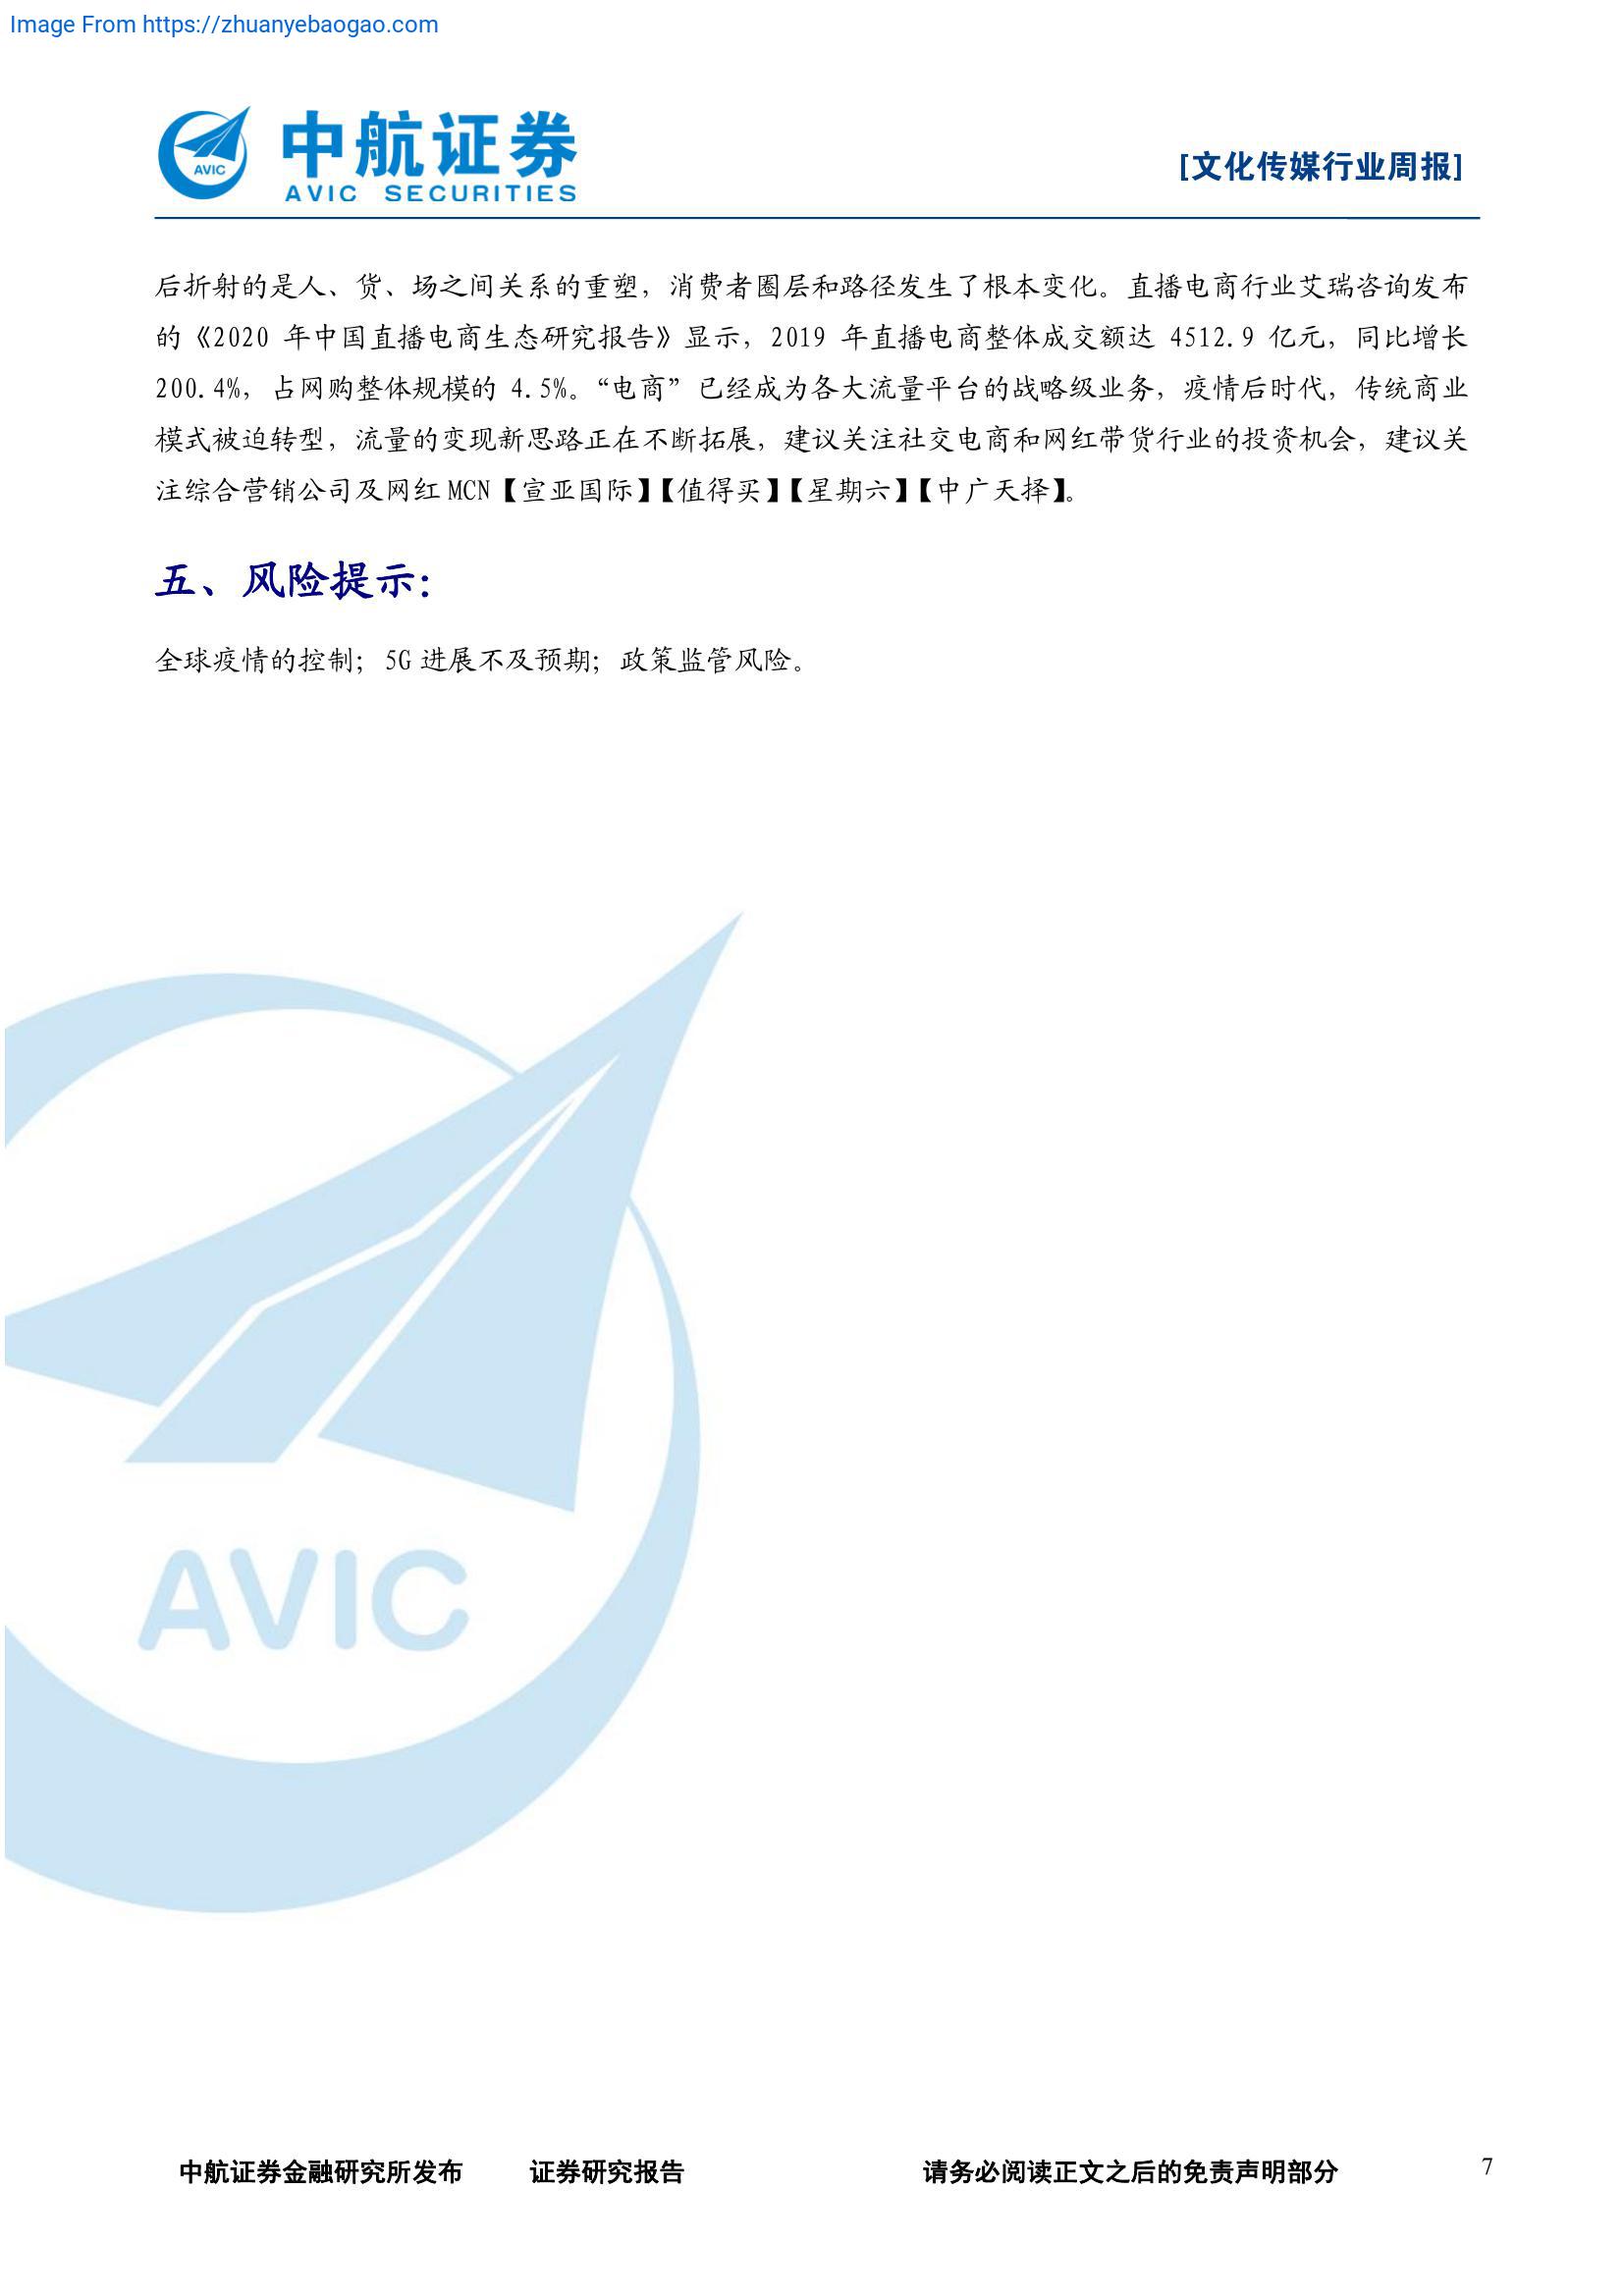 Image From https://zhuanyebaogao.com
AVIC
中航证券
AVIC SECURITIES
[文化传媒行业周报]
后折射的是人、货、场之间关系的重塑，消费者圈层和路径发生了根本变化。直播电商行业艾瑞咨询发布
的《2020 年中国直播电商生态研究报告》显示，2019 年直播电商整体成交额达 4512.9 亿元，同比增长
200.4%，占网购整体规模的 4.5%。“电商”已经成为各大流量平台的战略级业务，疫情后时代，传统商业
模式被迫转型，流量的变现新思路正在不断拓展，建议关注社交电商和网红带货行业的投资机会，建议关
注综合营销公司及网红 MCN【宣亚国际】【值得买】【星期六】【中广天择】。
五、风险提示：
全球疫情的控制；5G 进展不及预期；政策监管风险。
AVIC
中航证券金融研究所发布 证券研究报告 请务必阅读正文之后的免责声明部分 7